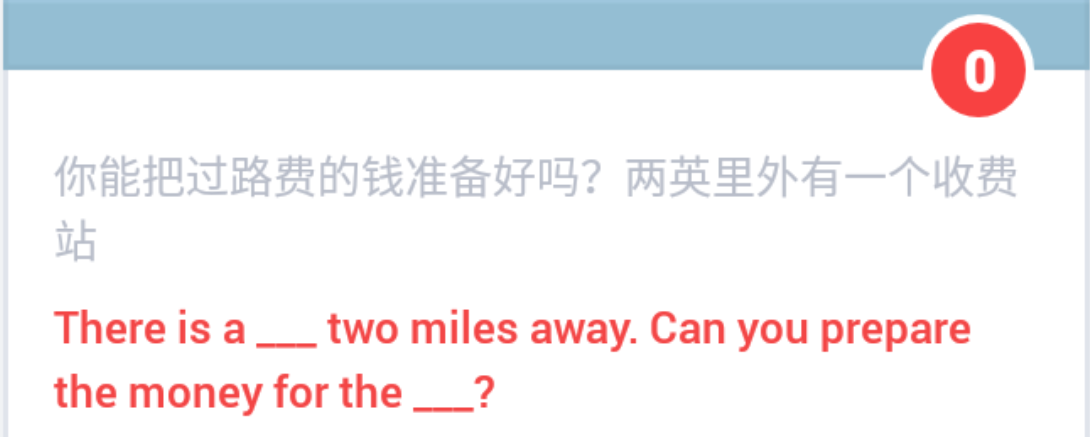 0
你能把过路费的钱准备好吗？两英里外有一个收费
站
There is a ___ two miles away. Can you prepare
the money for the ___?